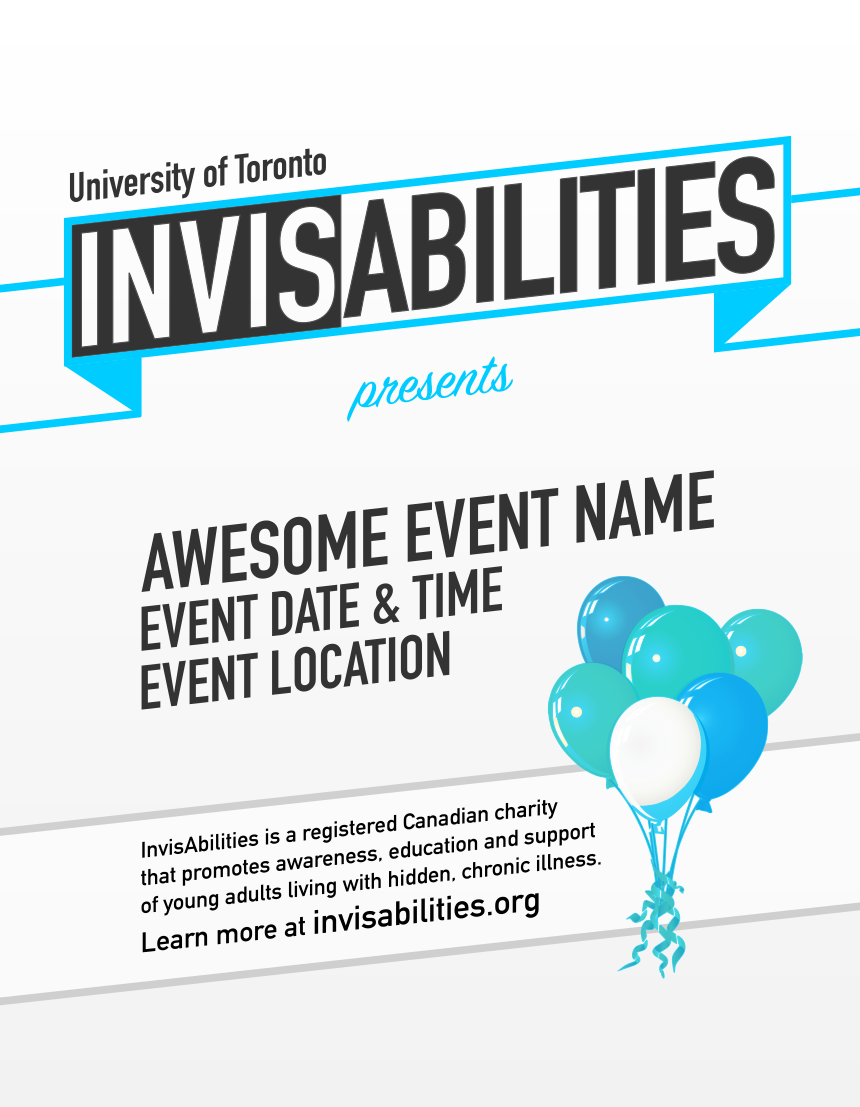 University of Toronto
INVISABILITIES
presents
AWESOME EVENT NAME
EVENT DATE & TIME
EVENT LOCATION
InvisAbilities is a registered Canadian charity
that promotes awareness, education and support
of young adults living with hidden, chronic illness.
Learn more at invisabilities.org